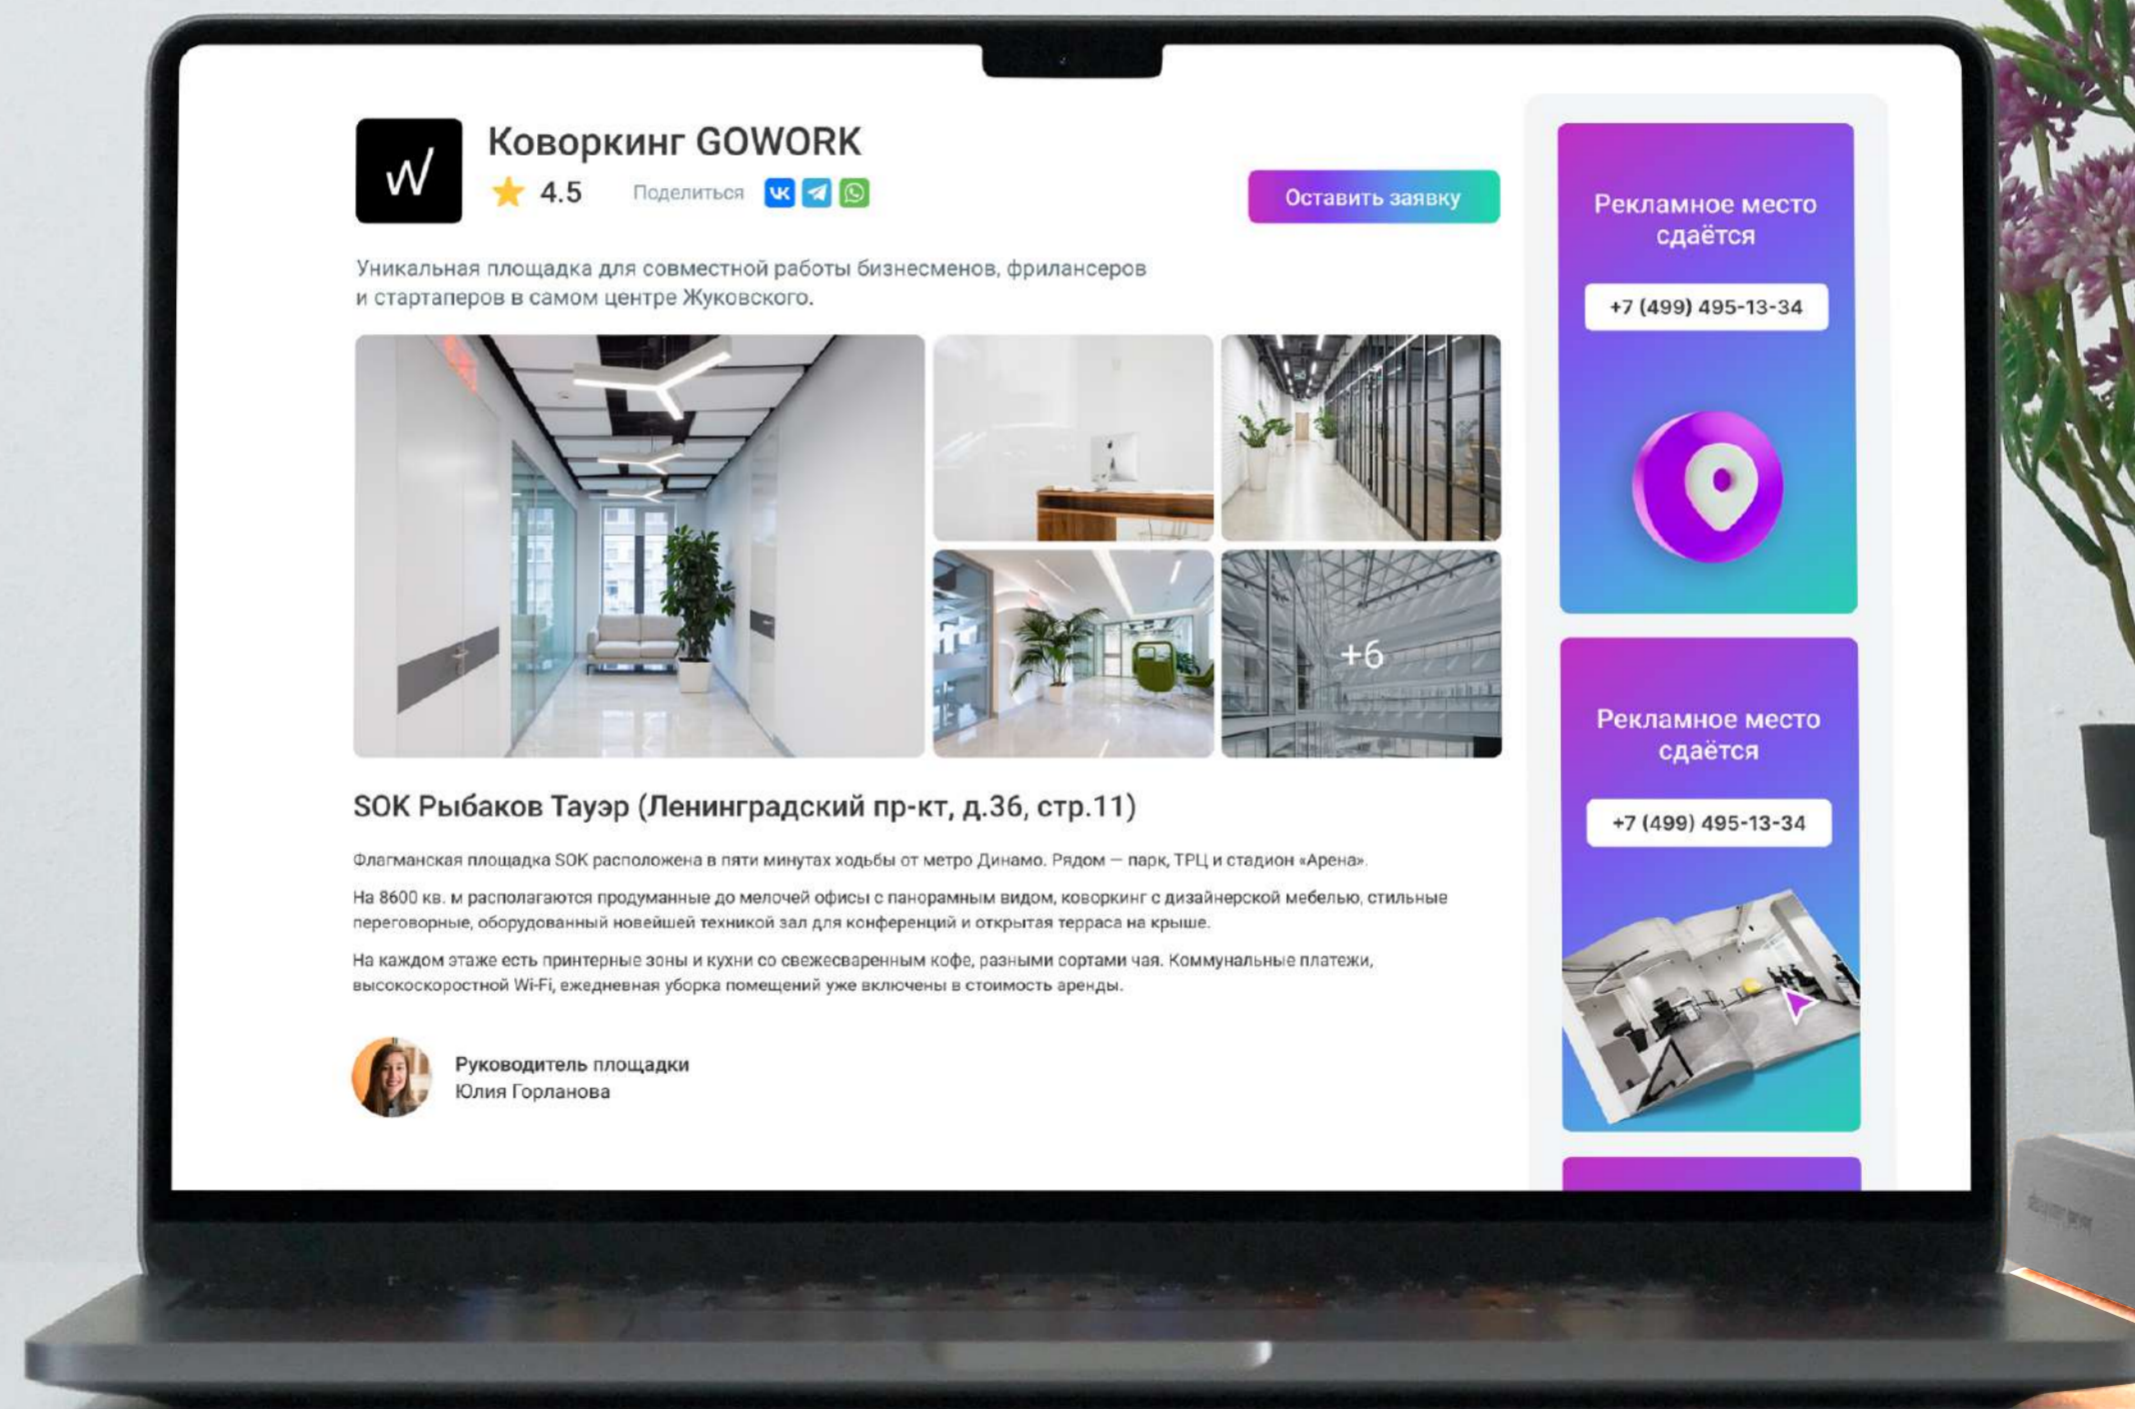 Коворкинг GOWORK
4.5 Поделиться
Оставить заявку
Уникальная площадка для совместной работы бизнесменов, фрилансеров
и стартаперов в самом центре Жуковского.
+6
SOK Рыбаков Тауэр (Ленинградский пр-кт, д.36, стр.11)
Флагманская площадка SOK расположена в пяти минутах ходьбы от метро Динамо. Рядом — парк, ТРЦ и стадион «Арена».
На 8600 кв. м располагаются продуманные до мелочей офисы с панорамным видом, коворкинг с дизайнерской мебелью, стильные
переговорные, оборудованный новейшей техникой зал для конференций и открытая терраса на крыше.
На каждом этаже есть принтерные зоны и кухни со свежесваренным кофе, разными сортами чая. Коммунальные платежи,
высокоскоростной Wi-Fi, ежедневная уборка помещений уже включены в стоимость аренды.
Руководитель площадки
Юлия Горланова
Рекламное место
сдаётся
+7 (499) 495-13-34
Рекламное место
сдаётся
+7 (499) 495-13-34